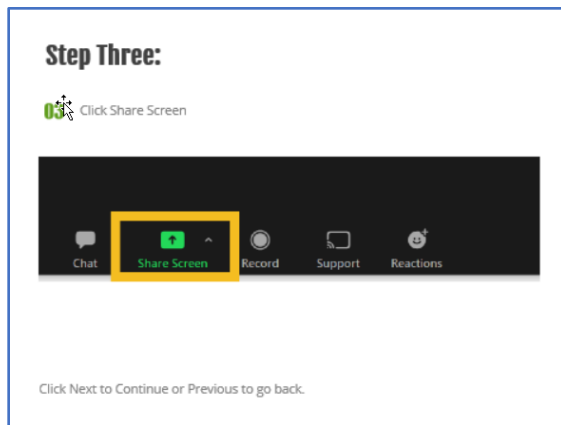 Step Three:
03 Click Share Screen
Chat Share Screen Record Support Reactions
Click Next to Continue or Previous to go back.